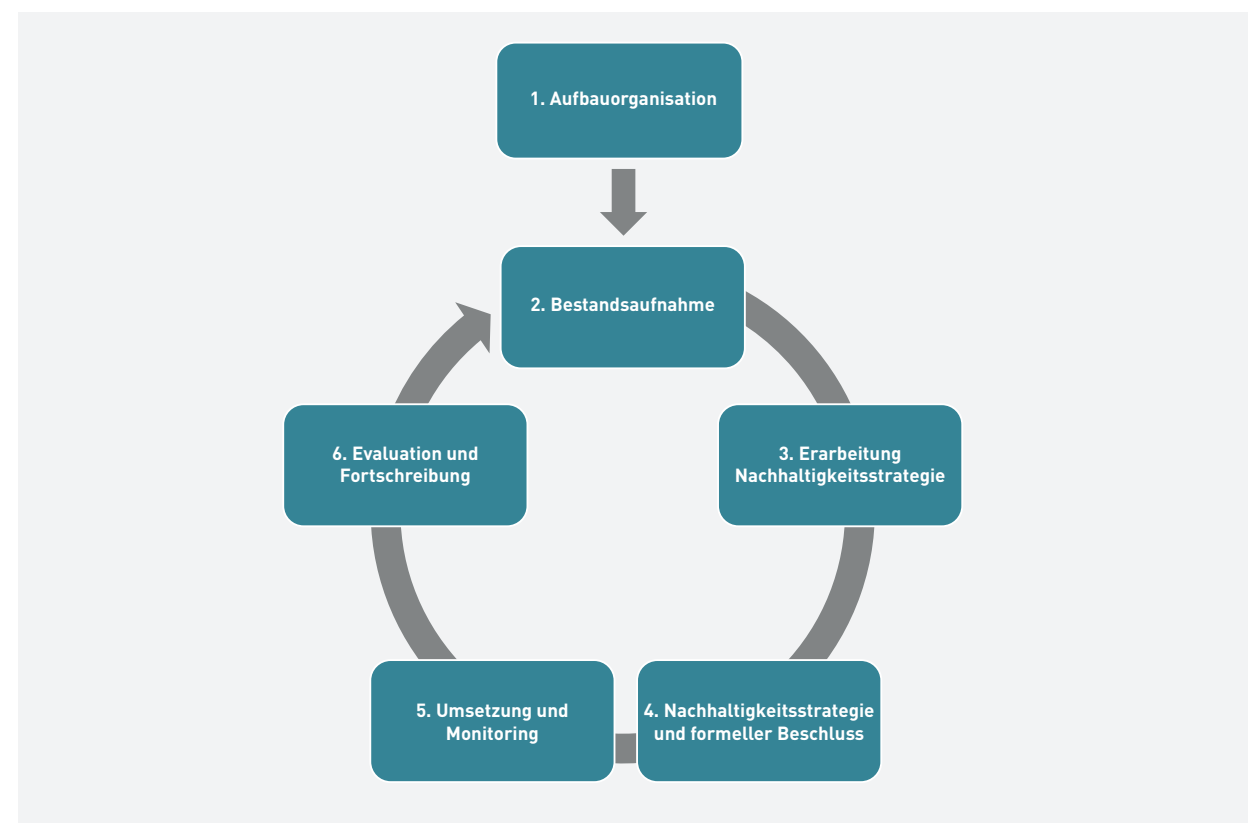 1. Aufbauorganisation
2. Bestandsaufnahme
3. Erarbeitung
Nachhaltigkeitsstrategie
4. Nachhaltigkeitsstrategie
und formeller Beschluss
5. Umsetzung und
Monitoring
6. Evaluation und
Fortschreibung